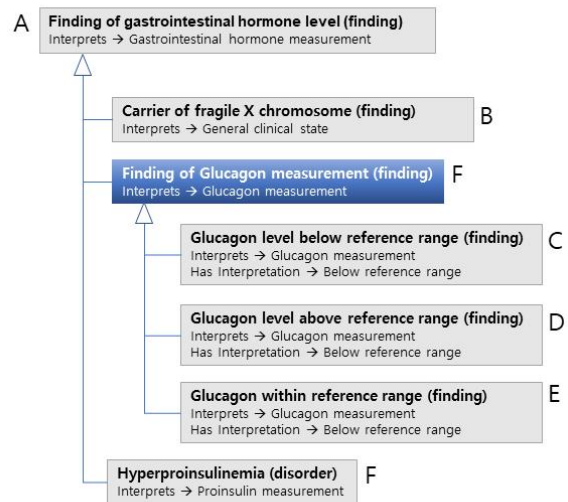 A
Finding of gastrointestinal hormone level (finding)
Interprets → Gastrointestinal hormone measurement
Carrier of fragile X chromosome (finding)
Interprets → General clinical state
B
Finding of Glucagon measurement (finding)
Interprets → Glucagon measurement
F
Glucagon level below reference range (finding)
Interprets → Glucagon measurement
Has Interpretation → Below reference range
C
Glucagon level above reference range (finding)
Interprets → Glucagon measurement
Has Interpretation → Below reference range
D
Glucagon within reference range (finding)
Interprets → Glucagon measurement
Has Interpretation → Below reference range
E
Hyperproinsulinemia (disorder)
Interprets → Proinsulin measurement
F